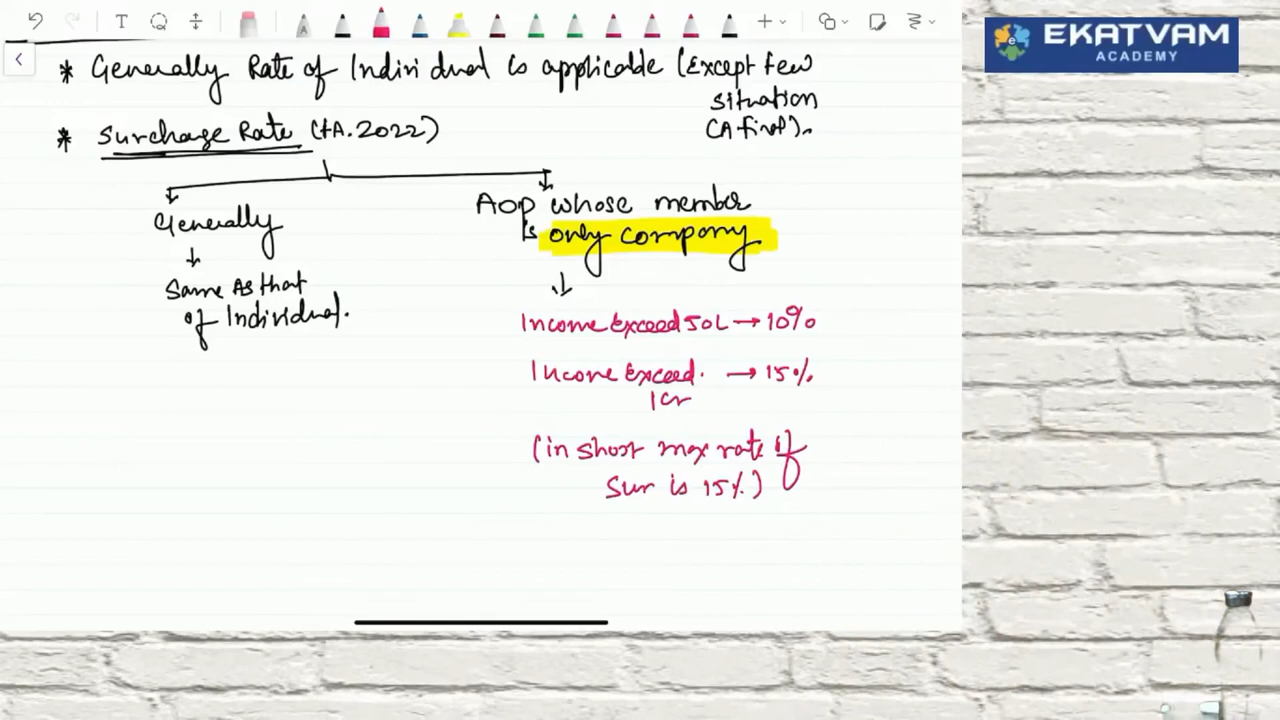 EKATVAM
ACADEMY
* Generally Rate of Individual is applicable (Except few
situation
CA final).
* Surcharge Rate (FA.2022)
Generally
Same As that
of Individual.
AOP whose member
is only company
Income Exceed 50L → 10%
Income Exceed. → 15%
1Cr
(in short max rate of
Sur is 15%)